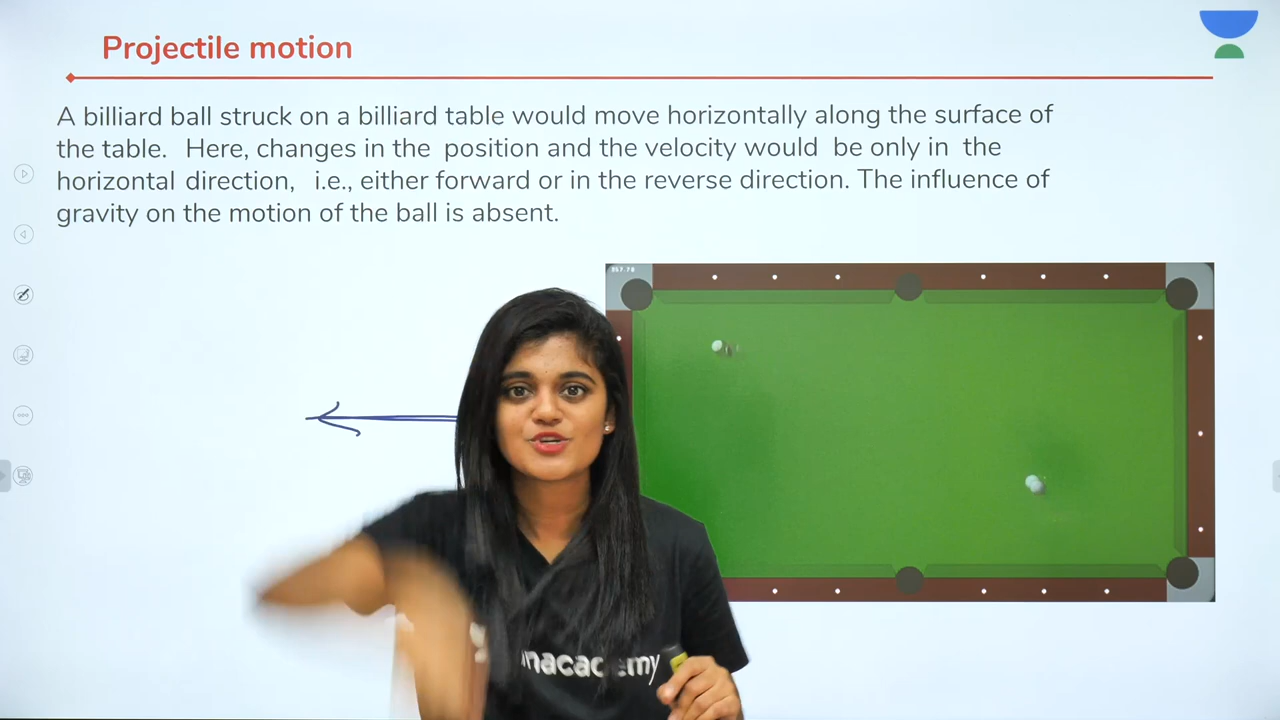 Projectile motion
A billiard ball struck on a billiard table would move horizontally along the surface of
the table. Here, changes in the position and the velocity would be only in the
horizontal direction, i.e., either forward or in the reverse direction. The influence of
gravity on the motion of the ball is absent.